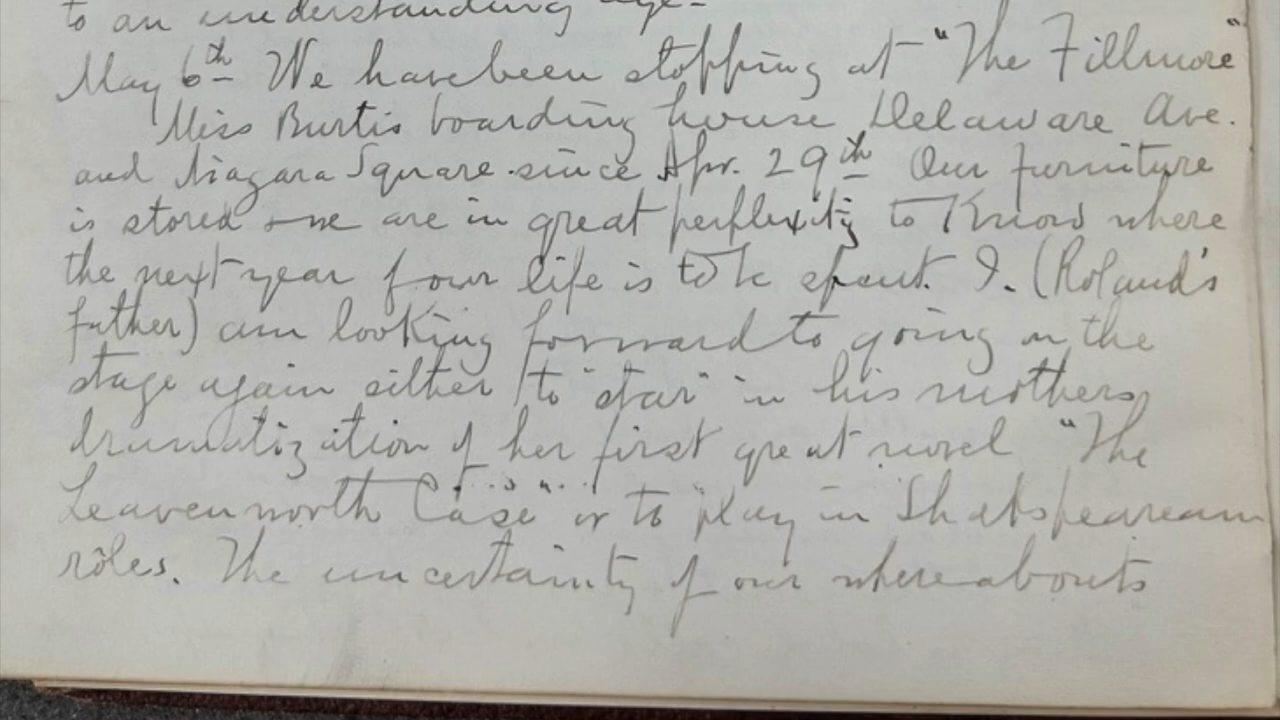 to an understanding age-
May 6th We have been stopping at "The Fillmore"
Miss Burtis boarding house Delaware Ave.
and Niagara Square since Apr. 29th Our furniture
is stored & we are in great perplexity to Know where
the next year of our life is to be spent. I. (Roland's
father) am looking forward to going on the
stage again either to "star" in his mothers
dramatization of her first great novel "The
Leavenworth Case" or to play in Shakspearean
rôles. The uncertainty of our whereabouts